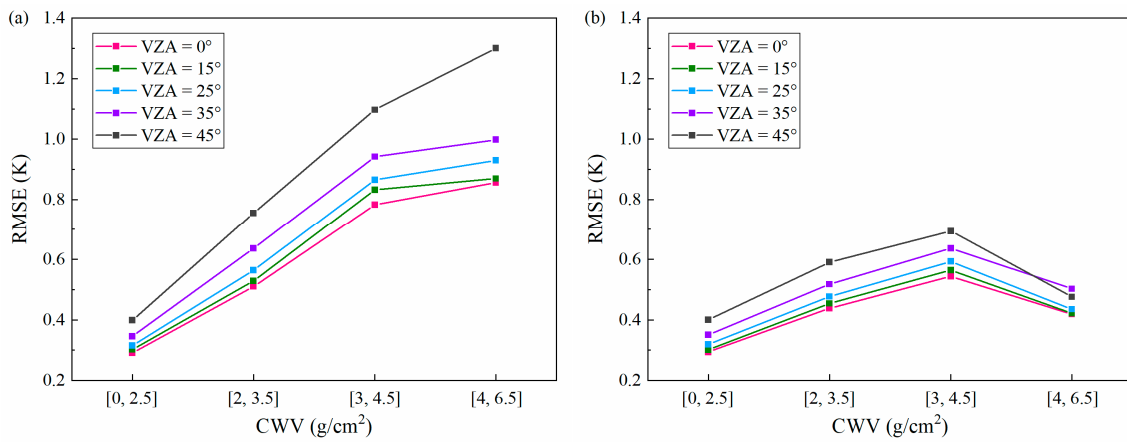 (a)
1.4
1.2
1.0
0.8
0.6
0.4
0.2
RMSE (K)
VZA = 0°
VZA = 15°
VZA = 25°
VZA = 35°
VZA = 45°
[0, 2.5]
[2, 3.5]
[3, 4.5]
[4, 6.5]
CWV (g/cm²)
(b)
1.4
1.2
1.0
0.8
0.6
0.4
0.2
RMSE (K)
VZA = 0°
VZA = 15°
VZA = 25°
VZA = 35°
VZA = 45°
[0, 2.5]
[2, 3.5]
[3, 4.5]
[4, 6.5]
CWV (g/cm²)